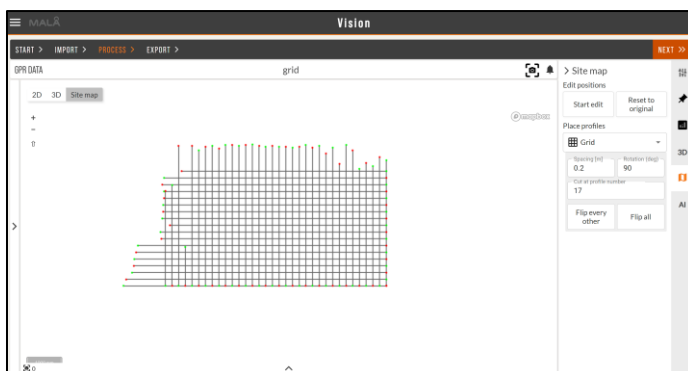 MALÅ
Vision
START > IMPORT > PROCESS > EXPORT >
NEXT >>
GPR DATA
grid
> Site map
2D 3D Site map
Edit positions
Start edit
Reset to original
mapbox
Place profiles
Grid
Spacing [m]
0.2
Rotation (deg)
90
Cut at profile number
17
Flip every other
Flip all
3D
AI
0